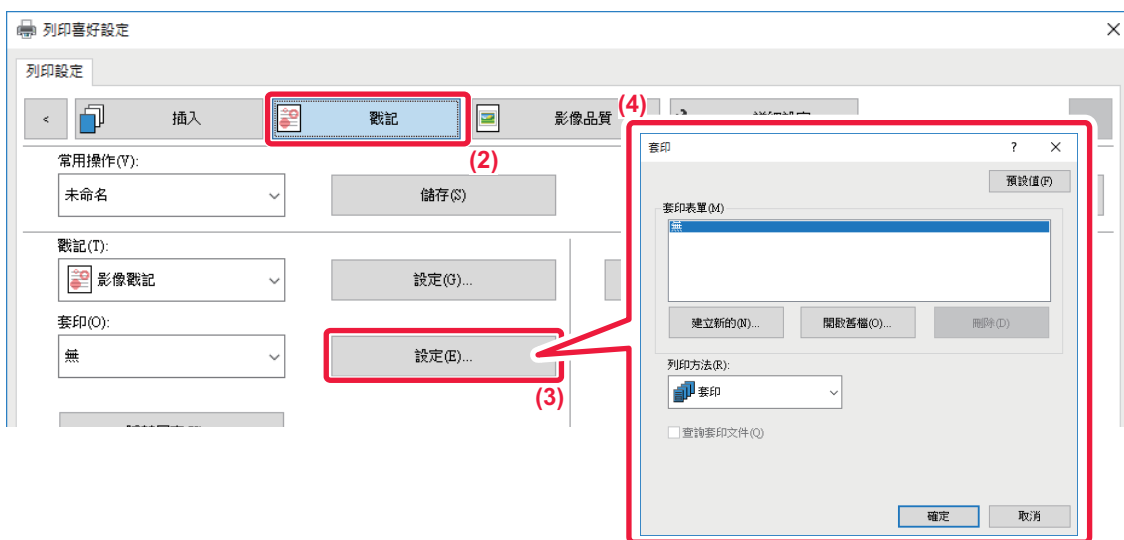 列印喜好設定
列印設定
<
插入
戳記
影像品質
(4)
(2)
常用操作(V):
未命名
儲存(S)
戳記(T):
影像戳記
設定(G)...
套印(O):
無
設定(E)...
(3)
套印
?
預設值(F)
套印表單(M)
無
建立新的(N)...
開啟舊檔(O)...
刪除(D)
列印方法(R):
套印
查詢套印文件(Q)
確定
取消